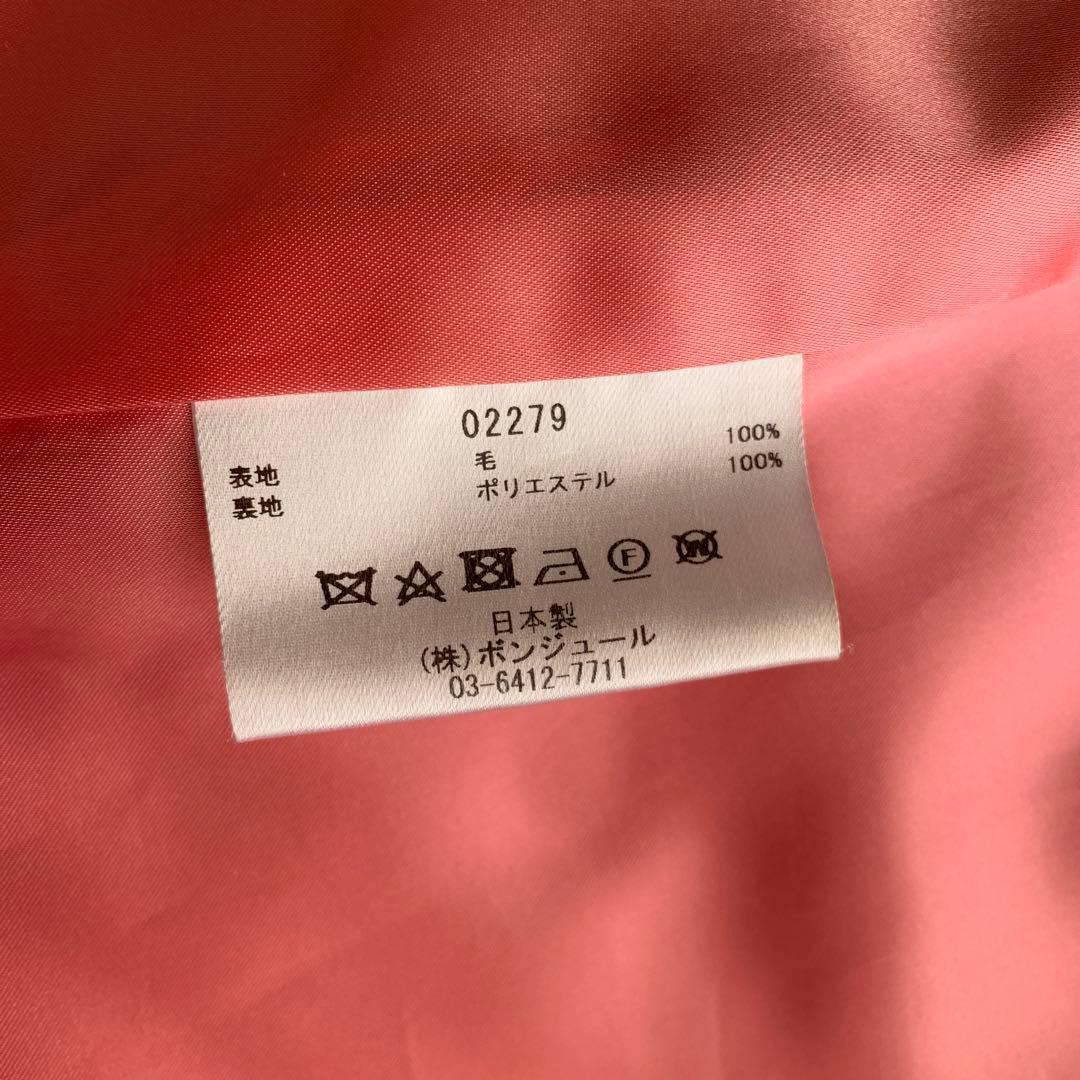 02279
表地 毛 100%
裏地 ポリエステル 100%
F W
日本製
(株)ボンジュール
03-6412-7711